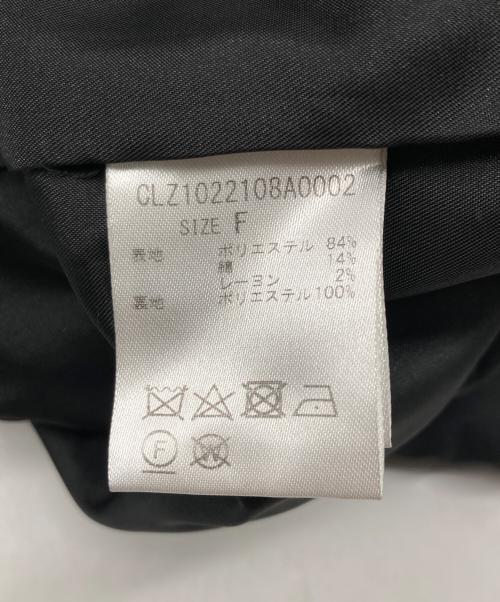 CLZ1022108A0002
SIZE F
表地 ポリエステル 84%
綿 14%
レーヨン 2%
裏地 ポリエステル100%
F W